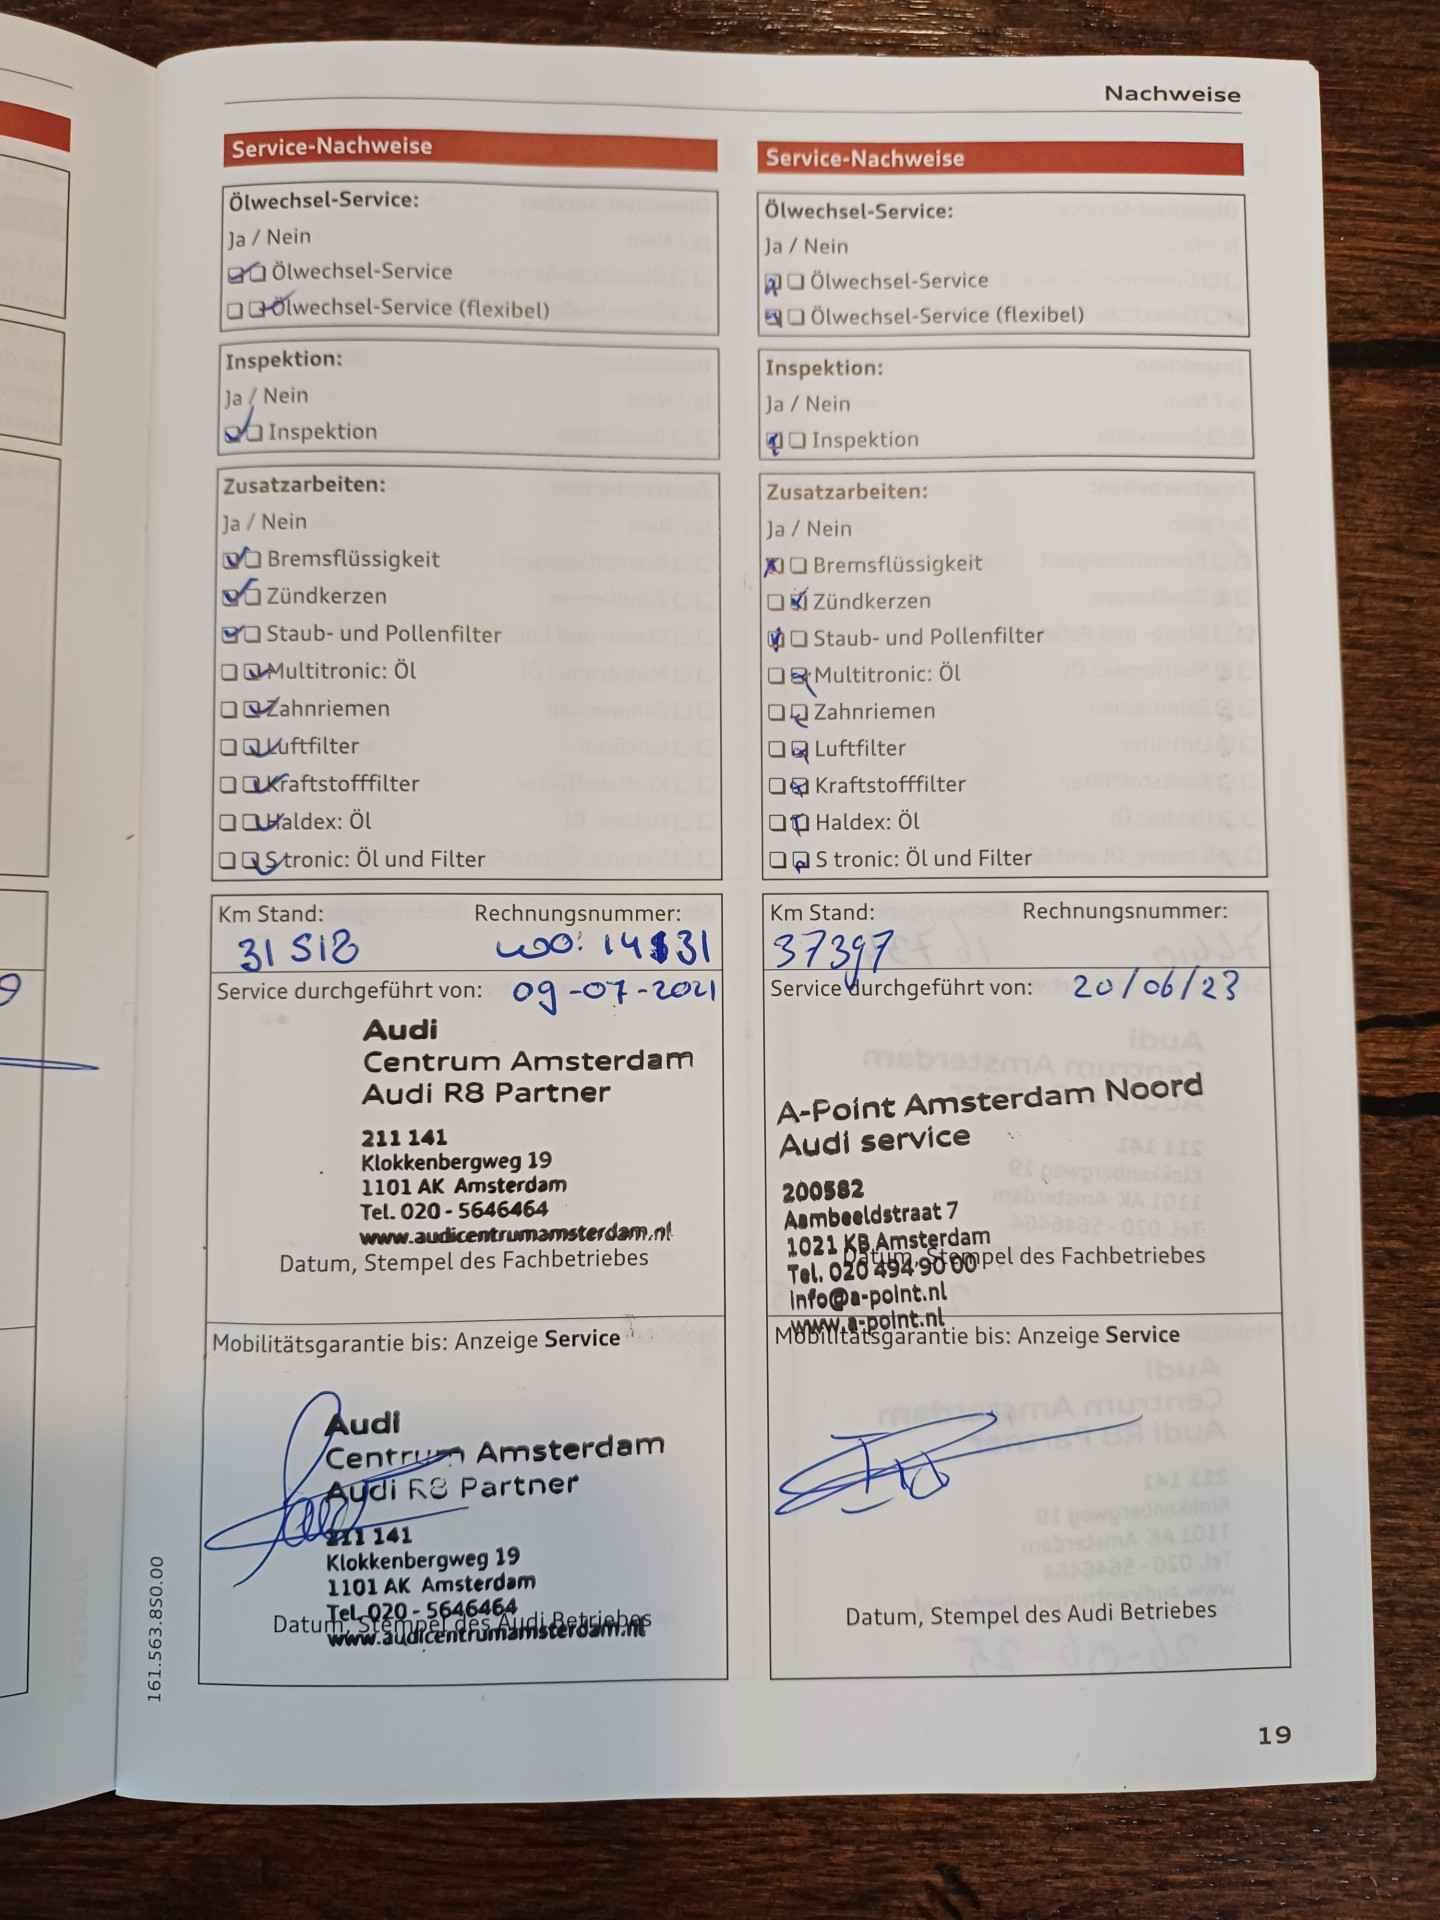 Nachweise
Service-Nachweise
Ölwechsel-Service:
Ja / Nein
Ölwechsel-Service
Ölwechsel-Service (flexibel)
Inspektion:
Ja / Nein
Inspektion
Zusatzarbeiten:
Ja / Nein
Bremsflüssigkeit
Zündkerzen
Staub- und Pollenfilter
Multitronic: Öl
Zahnriemen
Luftfilter
Kraftstofffilter
Haldex: Öl
S tronic: Öl und Filter
Km Stand: Rechnungsnummer:
31 512
Service durchgeführt von: 09-07-2021
Audi
Centrum Amsterdam
Audi R8 Partner
211 141
Klokkenbergweg 19
1101 AK Amsterdam
Tel. 020 - 5646464
www.audicentrumamsterdam.nl
Datum, Stempel des Fachbetriebes
Mobilitätsgarantie bis: Anzeige Service
Audi
Centrum Amsterdam
Audi R8 Partner
211 141
Klokkenbergweg 19
1101 AK Amsterdam
Tel. 020 - 5646464
Datum, Stempel des Audi Betriebes
www.audicentrumamsterdam.nl
161.563.850.00
Service-Nachweise
Ölwechsel-Service:
Ja / Nein
Ölwechsel-Service
Ölwechsel-Service (flexibel)
Inspektion:
Ja / Nein
Inspektion
Zusatzarbeiten:
Ja / Nein
Bremsflüssigkeit
Zündkerzen
Staub- und Pollenfilter
Multitronic: Öl
Zahnriemen
Luftfilter
Kraftstofffilter
Haldex: Öl
S tronic: Öl und Filter
Km Stand: Rechnungsnummer:
37397
Service durchgeführt von: 20/06/23
A-Point Amsterdam Noord
Audi service
200582
Aambeeldstraat 7
1021 KB Amsterdam
Datum, Stempel des Fachbetriebes
Tel. 020 494 90 00
info@a-point.nl
www.a-point.nl
Mobilitätsgarantie bis: Anzeige Service
Datum, Stempel des Audi Betriebes
19